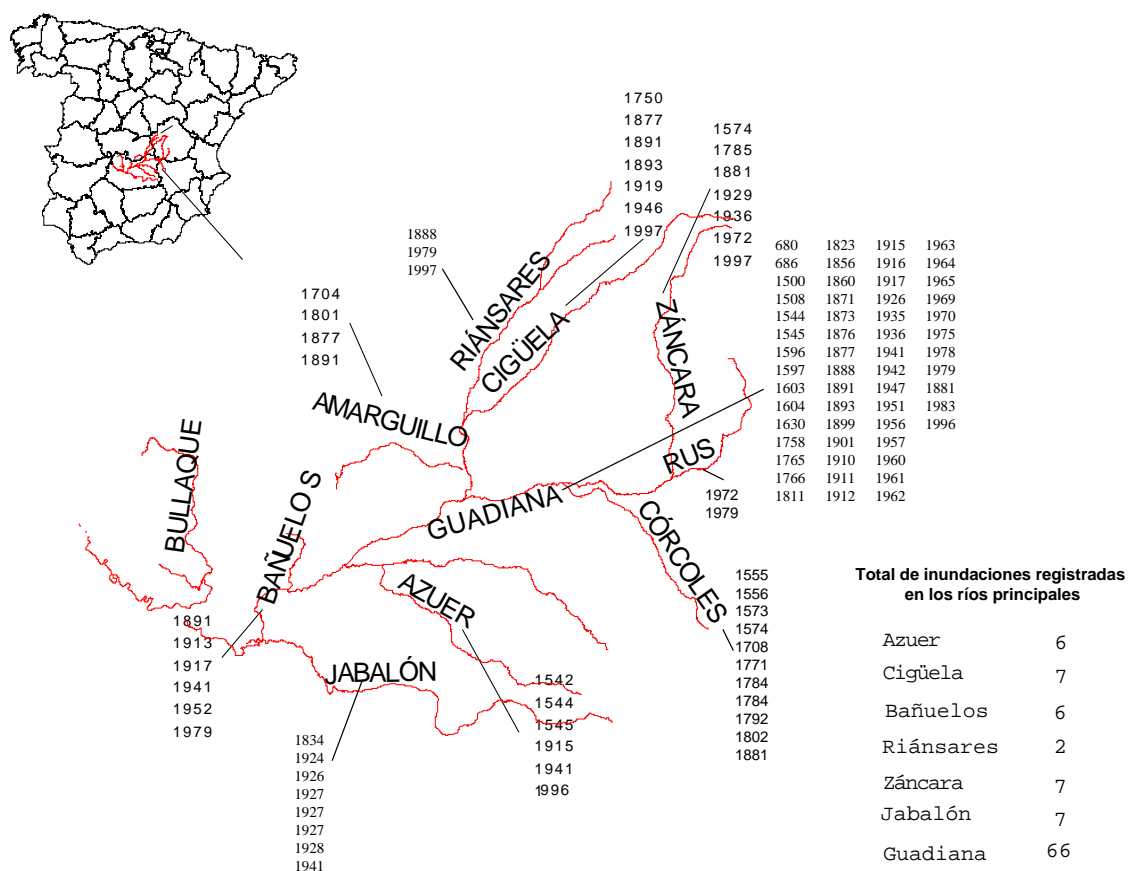 1750
1877
1891
1893
1919
1946
1997
1574
1785
1881
1929
1936
1972
1997
1888
1979
1997
1704
1801
1877
1891
680 1823 1915 1963
686 1856 1916 1964
1500 1860 1917 1965
1508 1871 1926 1969
1544 1873 1935 1970
1545 1876 1936 1975
1596 1877 1941 1978
1597 1888 1942 1979
1603 1891 1947 1881
1604 1893 1951 1983
1630 1899 1956 1996
1758 1901 1957
1765 1910 1960
1766 1911 1961
1811 1912 1962
RIÁNSARES
CIGÜELA
ZÁNCARA
AMARGUILLO
BULLAQUE
BAÑUELO S
GUADIANA
RUS
1972
1979
CÓRCOLES
AZUER
JABALÓN
1891
1913
1917
1941
1952
1979
1834
1924
1926
1927
1927
1927
1928
1941
1542
1544
1545
1915
1941
1996
1555
1556
1573
1574
1708
1771
1784
1784
1792
1802
1881
Total de inundaciones registradas
en los ríos principales
Azuer 6
Cigüela 7
Bañuelos 6
Riánsares 2
Záncara 7
Jabalón 7
Guadiana 66